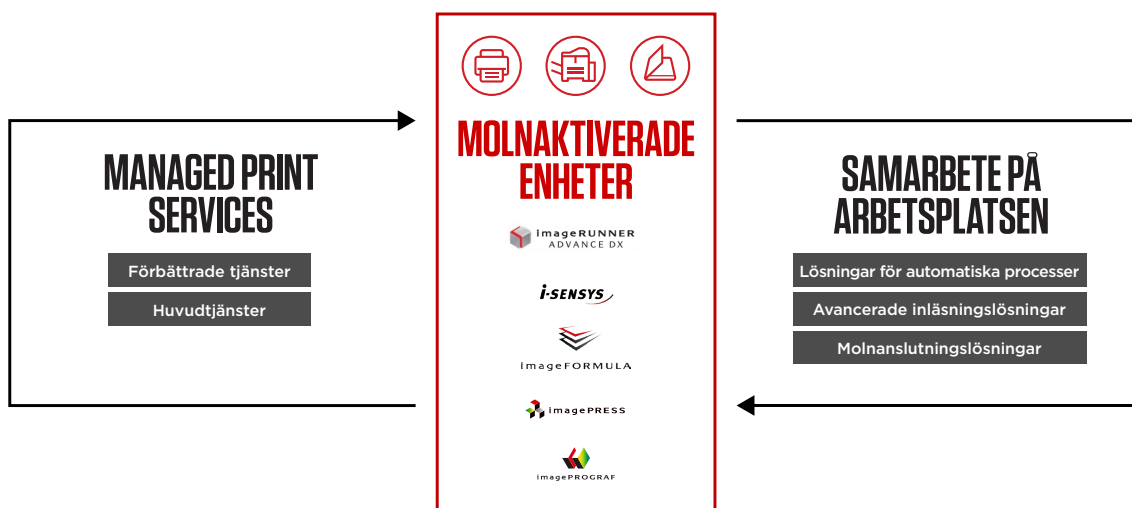 MANAGED PRINT
SERVICES
Förbättrade tjänster
Huvudtjänster
MOLNAKTIVERADE
ENHETER
imageRUNNER
ADVANCE DX
i-SENSYS
imageFORMULA
imagePRESS
imagePROGRAF
SAMARBETE PÅ
ARBETSPLATSEN
Lösningar för automatiska processer
Avancerade inläsningslösningar
Molnanslutningslösningar